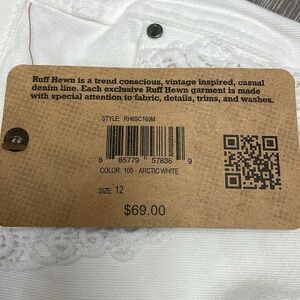 Ruff Hewn is a trend conscious, vintage inspired, casual
denim line. Each exclusive Ruff Hewn garment is made
with special attention to fabric, details, trims, and washes.
STYLE: RH6SC160M
8 85779 57836 9
COLOR: 100 - ARCTIC WHITE
SIZE: 12
$69.00